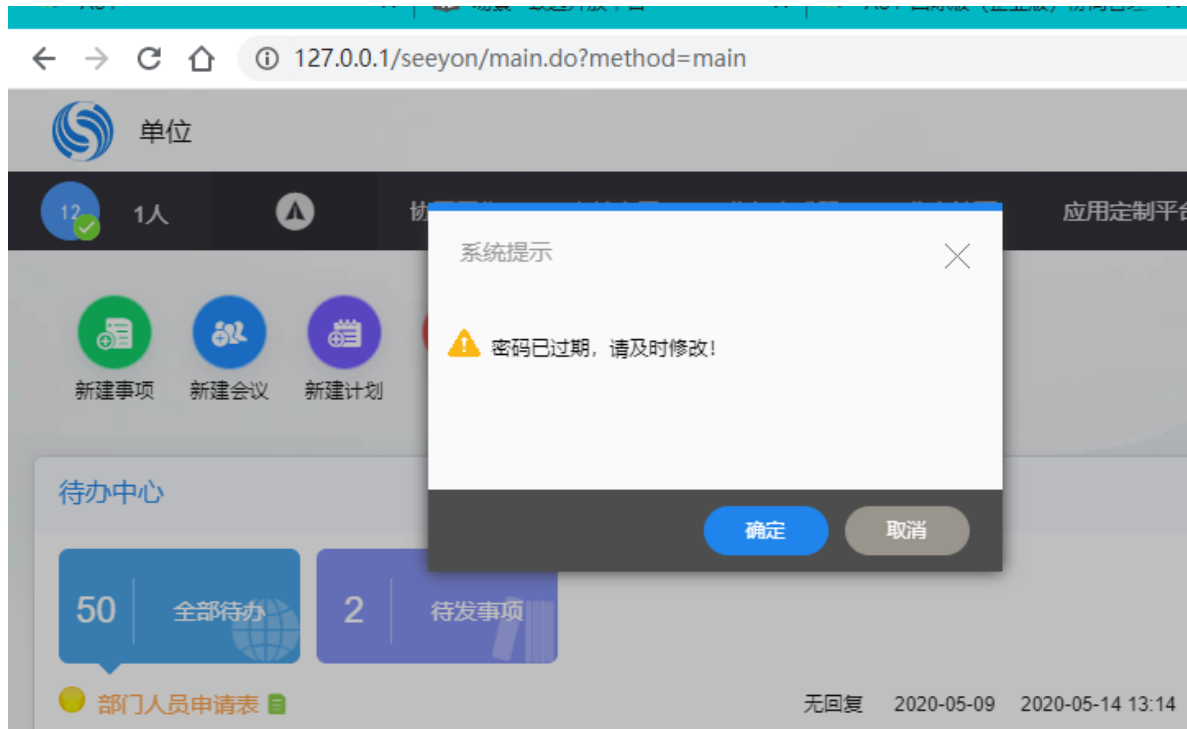 127.0.0.1/seeyon/main.do?method=main
单位
12
1人
应用定制平台
系统提示
密码已过期，请及时修改！
新建事项 新建会议 新建计划
待办中心
确定 取消
50 全部待办 2 待发事项
部门人员申请表 无回复 2020-05-09 2020-05-14 13:14